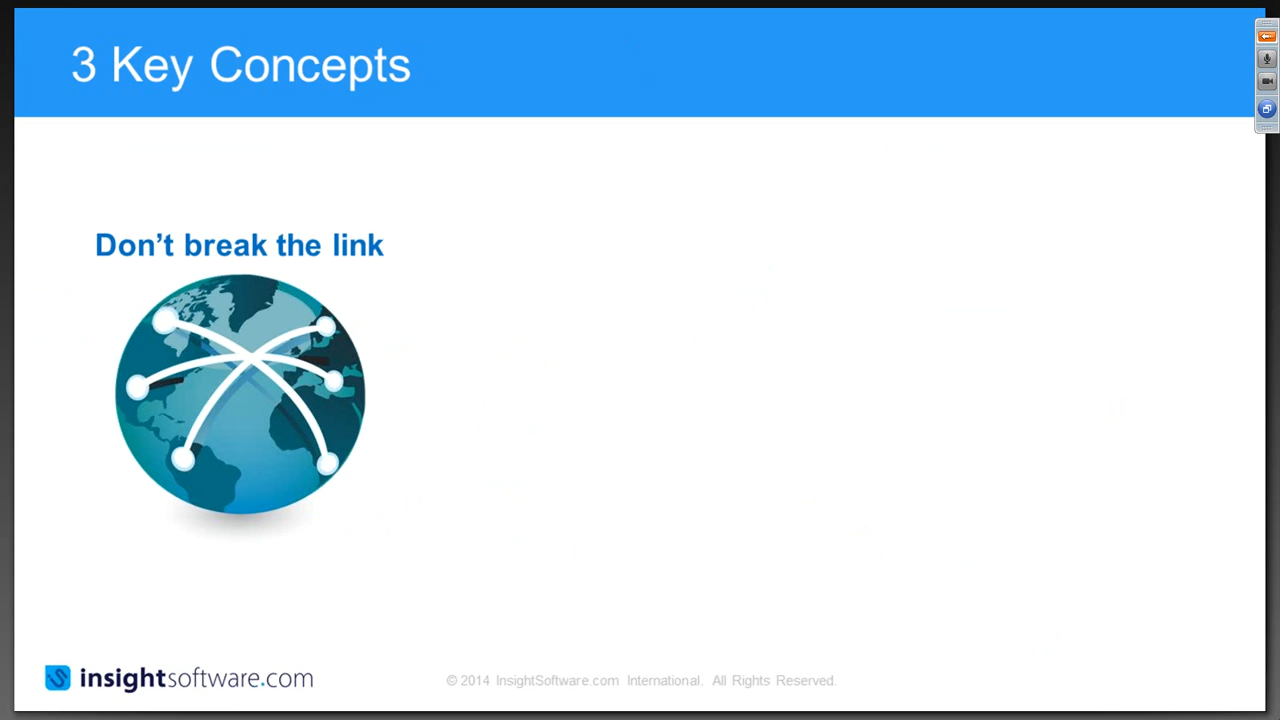 3 Key Concepts
Don’t break the link
insightsoftware.com
© 2014 InsightSoftware.com International. All Rights Reserved.